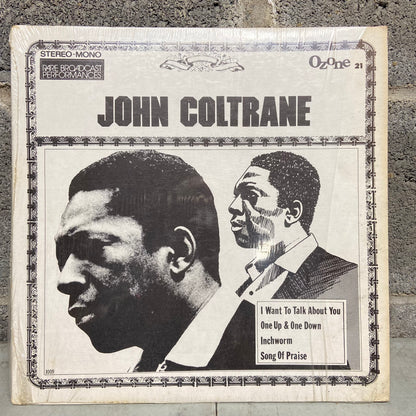 STEREO-MONO
RARE BROADCAST
PERFORMANCES
Ozone 21
JOHN COLTRANE
I Want To Talk About You
One Up & One Down
Inchworm
Song Of Praise